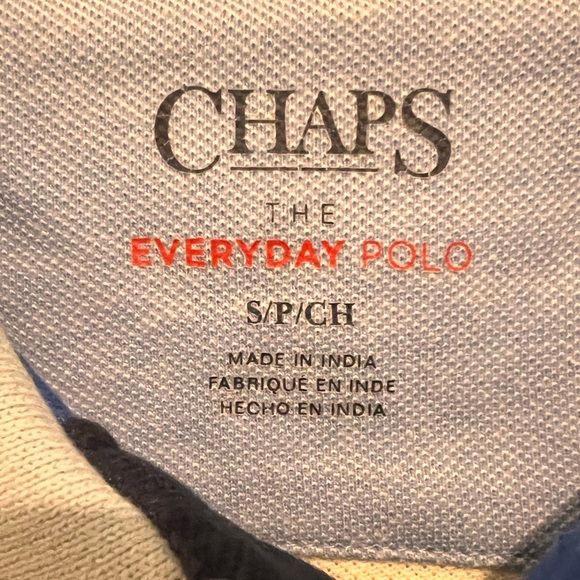 CHAPS
THE
EVERYDAY POLO
S/P/CH
MADE IN INDIA
FABRIQUÉ EN INDE
HECHO EN INDIA